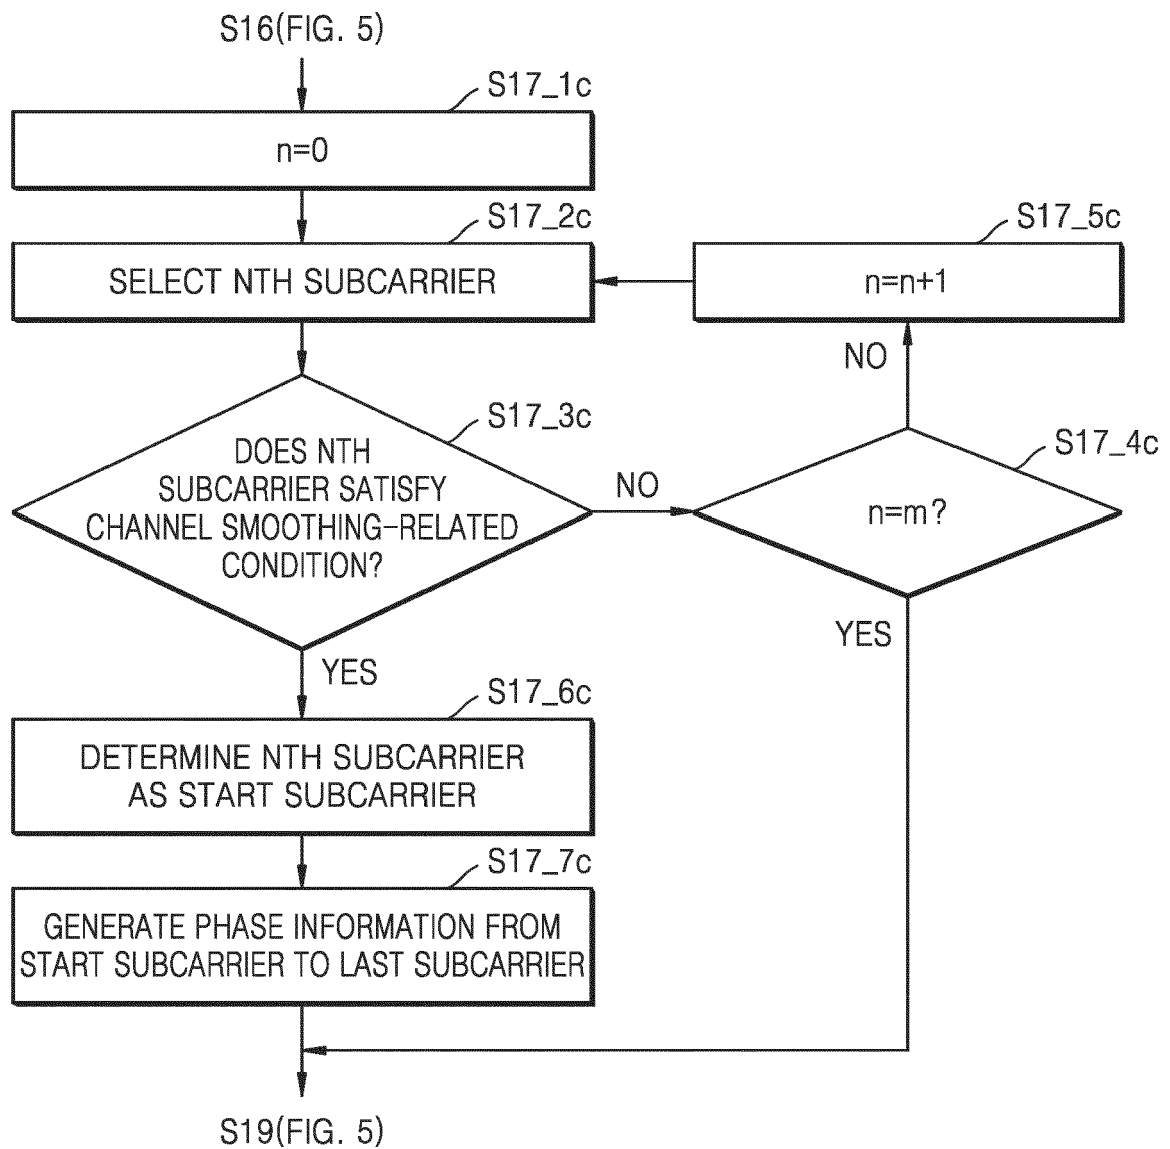 S16(FIG. 5)
S17_1c
n=0
S17_2c
SELECT NTH SUBCARRIER
S17_5c
n=n+1
NO
S17_3c
DOES NTH
SUBCARRIER SATISFY
CHANNEL SMOOTHING-RELATED
CONDITION?
NO
S17_4c
n=m?
YES
YES
S17_6c
DETERMINE NTH SUBCARRIER
AS START SUBCARRIER
S17_7c
GENERATE PHASE INFORMATION FROM
START SUBCARRIER TO LAST SUBCARRIER
S19(FIG. 5)